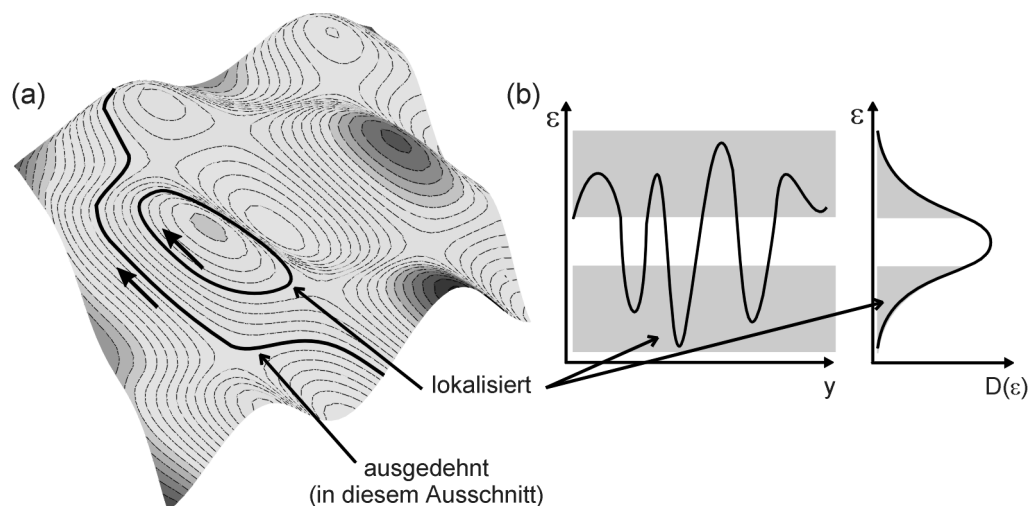 (a)
(b)
ε
ε
lokalisiert
y
D(ε)
ausgedehnt
(in diesem Ausschnitt)